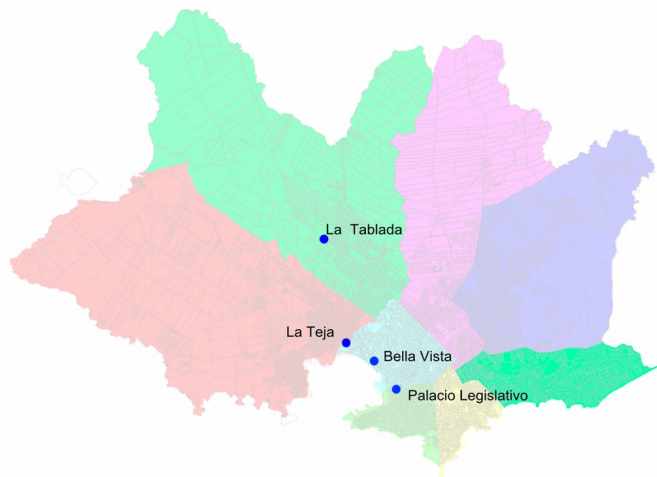 La  Tablada
La Teja
Bella Vista
Palacio Legislativo